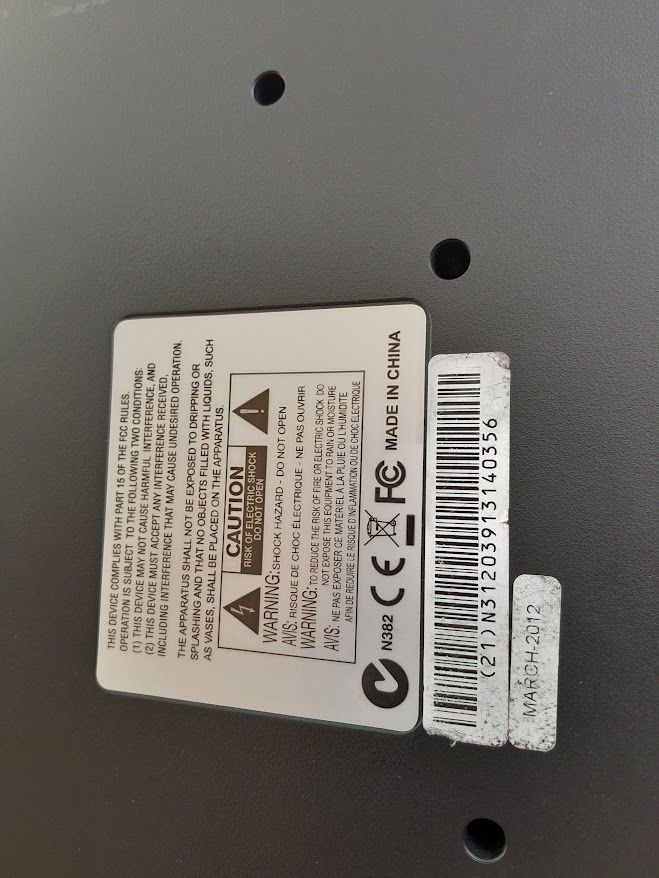 THIS DEVICE COMPLIES WITH PART 15 OF THE FCC RULES.
OPERATION IS SUBJECT TO THE FOLLOWING TWO CONDITIONS:
(1) THIS DEVICE MAY NOT CAUSE HARMFUL INTERFERENCE, AND
(2) THIS DEVICE MUST ACCEPT ANY INTERFERENCE RECEIVED,
INCLUDING INTERFERENCE THAT MAY CAUSE UNDESIRED OPERATION.
THE APPARATUS SHALL NOT BE EXPOSED TO DRIPPING OR
SPLASHING AND THAT NO OBJECTS FILLED WITH LIQUIDS, SUCH
AS VASES, SHALL BE PLACED ON THE APPARATUS.
CAUTION
RISK OF ELECTRIC SHOCK
DO NOT OPEN
WARNING: SHOCK HAZARD - DO NOT OPEN
AVIS: RISQUE DE CHOC ÉLECTRIQUE - NE PAS OUVRIR
WARNING: TO REDUCE THE RISK OF FIRE OR ELECTRIC SHOCK DO
NOT EXPOSE THIS EQUIPMENT TO RAIN OR MOISTURE
AVIS: NE PAS EXPOSER CE MATÉRIEL À LA PLUIE OU L'HUMIDITE
AFIN DE REDUIRE LE RISQUE D'INFLAMMATION OU DE CHOC ÉLECTRIQUE
N382 CE FC MADE IN CHINA
(21)N31203913140356
MARCH-2012